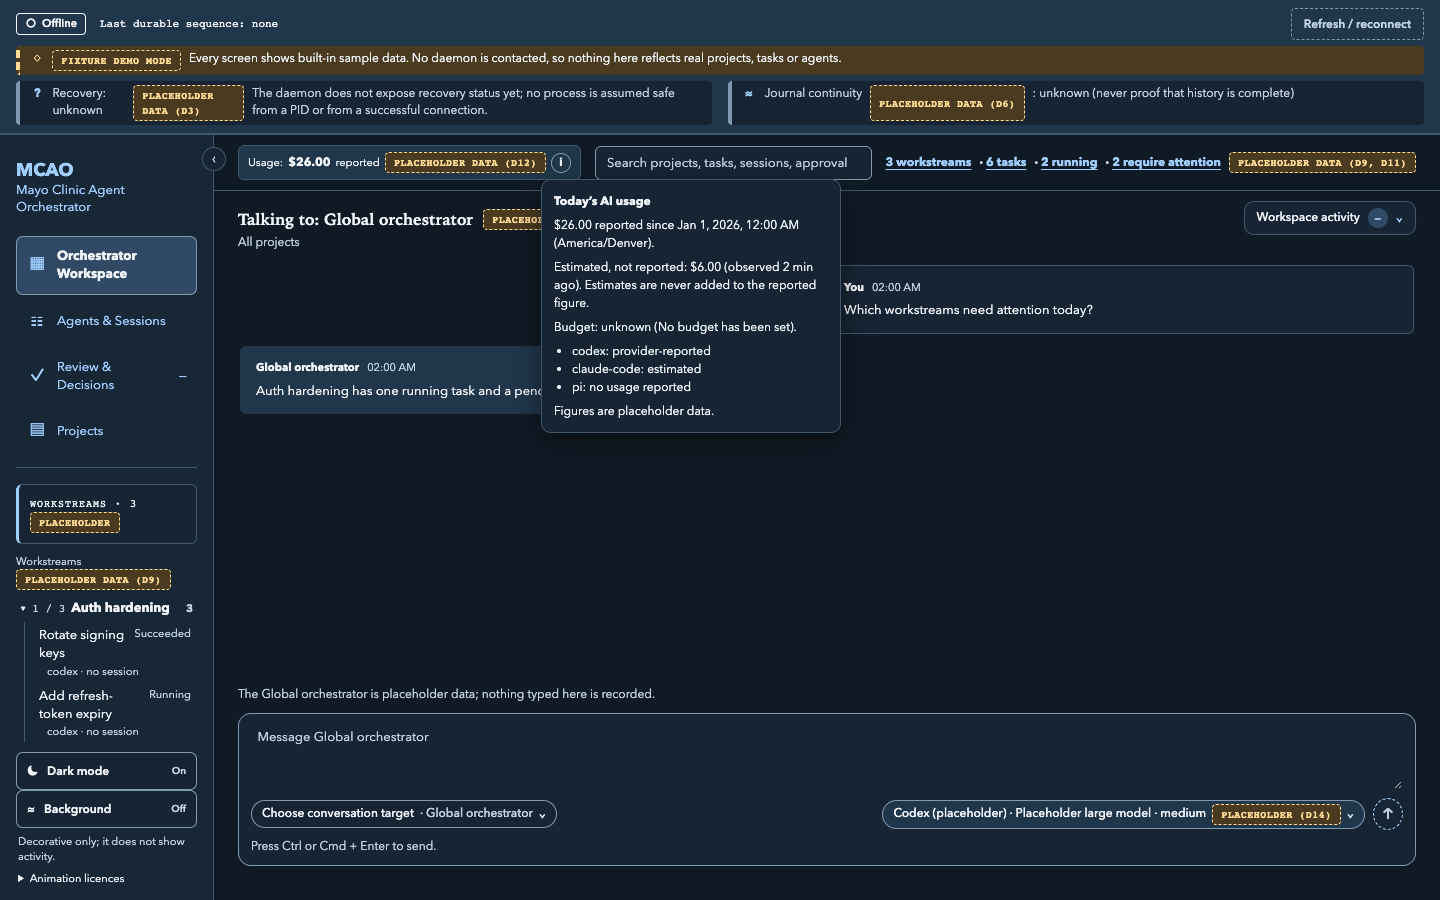 Offline
Last durable sequence: none
Refresh / reconnect
FIXTURE DEMO MODE Every screen shows built-in sample data. No daemon is contacted, so nothing here reflects real projects, tasks or agents.
? Recovery:
unknown
PLACEHOLDER
DATA (D3)
The daemon does not expose recovery status yet; no process is assumed safe
from a PID or from a successful connection.
≈ Journal continuity PLACEHOLDER DATA (D6) : unknown (never proof that history is complete)
MCAO
Mayo Clinic Agent
Orchestrator
Orchestrator
Workspace
Agents & Sessions
Review &
Decisions –
Projects
WORKSTREAMS · 3
PLACEHOLDER
Workstreams
PLACEHOLDER DATA (D9)
▾ 1 / 3 Auth hardening 3
Rotate signing
keys
Succeeded
codex · no session
Add refresh-
token expiry
Running
codex · no session
Dark mode On
≈ Background Off
Decorative only; it does not show
activity.
▶ Animation licences
Usage: $26.00 reported PLACEHOLDER DATA (D12) i
Search projects, tasks, sessions, approval
3 workstreams · 6 tasks · 2 running · 2 require attention PLACEHOLDER DATA (D9, D11)
Talking to: Global orchestrator
All projects
Workspace activity –
Today's AI usage
$26.00 reported since Jan 1, 2026, 12:00 AM
(America/Denver).
Estimated, not reported: $6.00 (observed 2 min
ago). Estimates are never added to the reported
figure.
Budget: unknown (No budget has been set).
• codex: provider-reported
• claude-code: estimated
• pi: no usage reported
Figures are placeholder data.
You 02:00 AM
Which workstreams need attention today?
Global orchestrator 02:00 AM
Auth hardening has one running task and a
The Global orchestrator is placeholder data; nothing typed here is recorded.
Message Global orchestrator
Choose conversation target · Global orchestrator
Codex (placeholder) · Placeholder large model · medium PLACEHOLDER (D14)
Press Ctrl or Cmd + Enter to send.